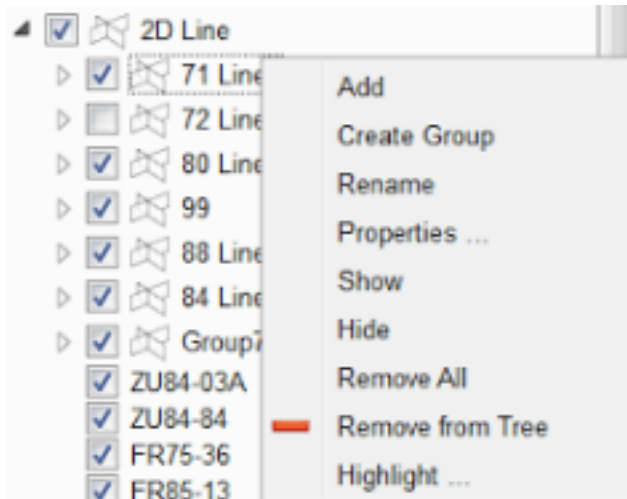 2D Line
71 Line
72 Line
80 Line
99
88 Line
84 Line
Group7
ZU84-03A
ZU84-84
FR75-36
FR85-13
Add
Create Group
Rename
Properties ...
Show
Hide
Remove All
Remove from Tree
Highlight ...